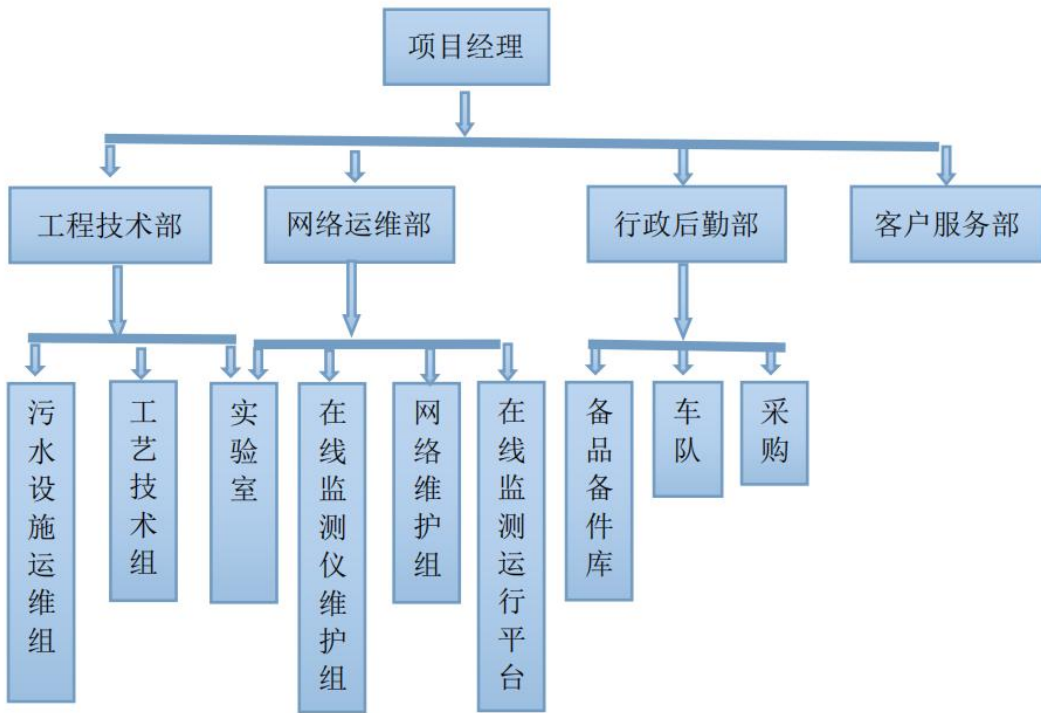 项目经理
工程技术部
网络运维部
行政后勤部
客户服务部
污水设施运维组
工艺技术组
实验室
在线监测仪维护组
网络维护组
在线监测运行平台
备品备件库
车队
采购